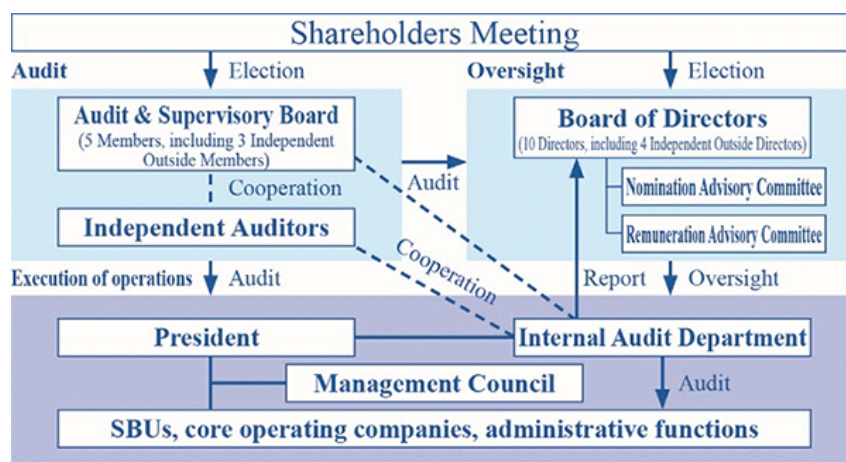 Shareholders Meeting
Audit
Election
Oversight
Election
Audit & Supervisory Board
(5 Members, including 3 Independent
Outside Members)
Board of Directors
(10 Directors, including 4 Independent Outside Directors)
Cooperation
Audit
Nomination Advisory Committee
Independent Auditors
Remuneration Advisory Committee
Cooperation
Execution of operations
Audit
Report
Oversight
President
Internal Audit Department
Management Council
Audit
SBUs, core operating companies, administrative functions